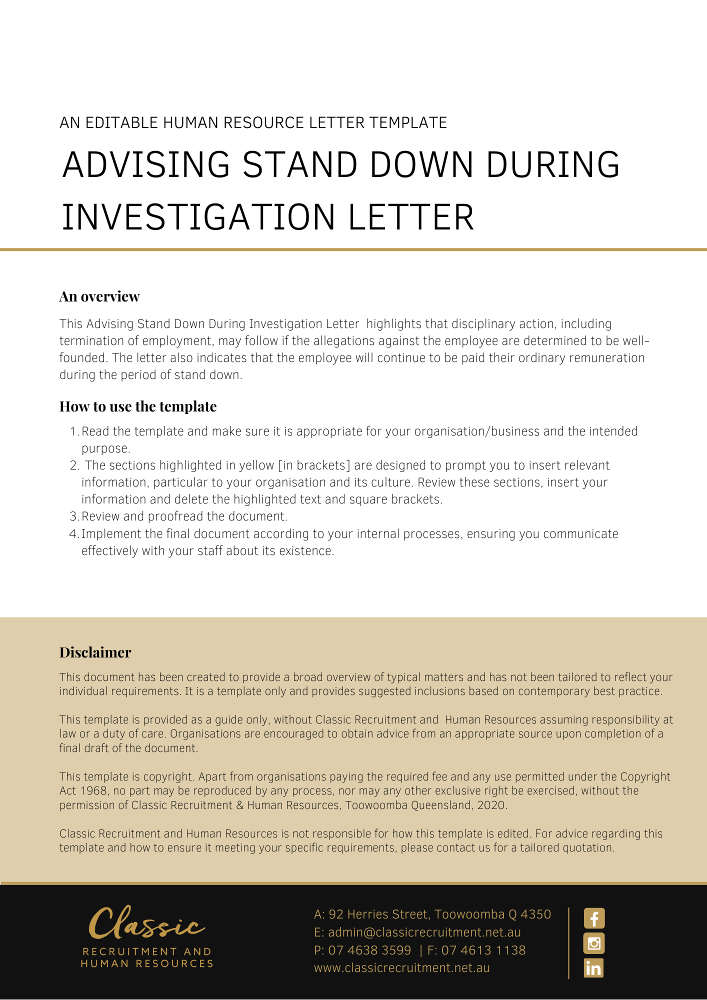 AN EDITABLE HUMAN RESOURCE LETTER TEMPLATE
ADVISING STAND DOWN DURING
INVESTIGATION LETTER
An overview
This Advising Stand Down During Investigation Letter  highlights that disciplinary action, including
termination of employment, may follow if the allegations against the employee are determined to be well-
founded. The letter also indicates that the employee will continue to be paid their ordinary remuneration
during the period of stand down.
How to use the template
1. Read the template and make sure it is appropriate for your organisation/business and the intended
purpose.
2. The sections highlighted in yellow [in brackets] are designed to prompt you to insert relevant
information, particular to your organisation and its culture. Review these sections, insert your
information and delete the highlighted text and square brackets.
3. Review and proofread the document.
4. Implement the final document according to your internal processes, ensuring you communicate
effectively with your staff about its existence.
Disclaimer
This document has been created to provide a broad overview of typical matters and has not been tailored to reflect your
individual requirements. It is a template only and provides suggested inclusions based on contemporary best practice.
This template is provided as a guide only, without Classic Recruitment and  Human Resources assuming responsibility at
law or a duty of care. Organisations are encouraged to obtain advice from an appropriate source upon completion of a
final draft of the document.
This template is copyright. Apart from organisations paying the required fee and any use permitted under the Copyright
Act 1968, no part may be reproduced by any process, nor may any other exclusive right be exercised, without the
permission of Classic Recruitment & Human Resources, Toowoomba Queensland, 2020.
Classic Recruitment and Human Resources is not responsible for how this template is edited. For advice regarding this
template and how to ensure it meeting your specific requirements, please contact us for a tailored quotation.
Classic
RECRUITMENT AND
HUMAN RESOURCES
A: 92 Herries Street, Toowoomba Q 4350
E: admin@classicrecruitment.net.au
P: 07 4638 3599  | F: 07 4613 1138
www.classicrecruitment.net.au
f
in